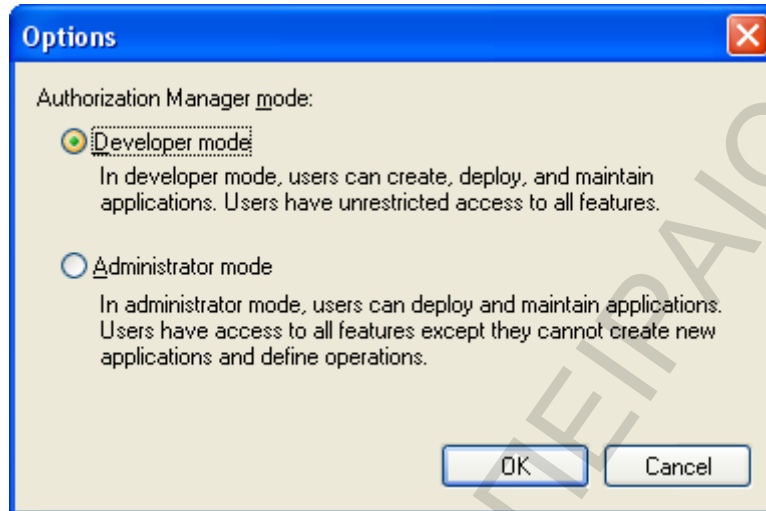 Options
Authorization Manager mode:
Developer mode
In developer mode, users can create, deploy, and maintain
applications. Users have unrestricted access to all features.
Administrator mode
In administrator mode, users can deploy and maintain applications.
Users have access to all features except they cannot create new
applications and define operations.
OK
Cancel
ΠΕΙΡΑΙΩ